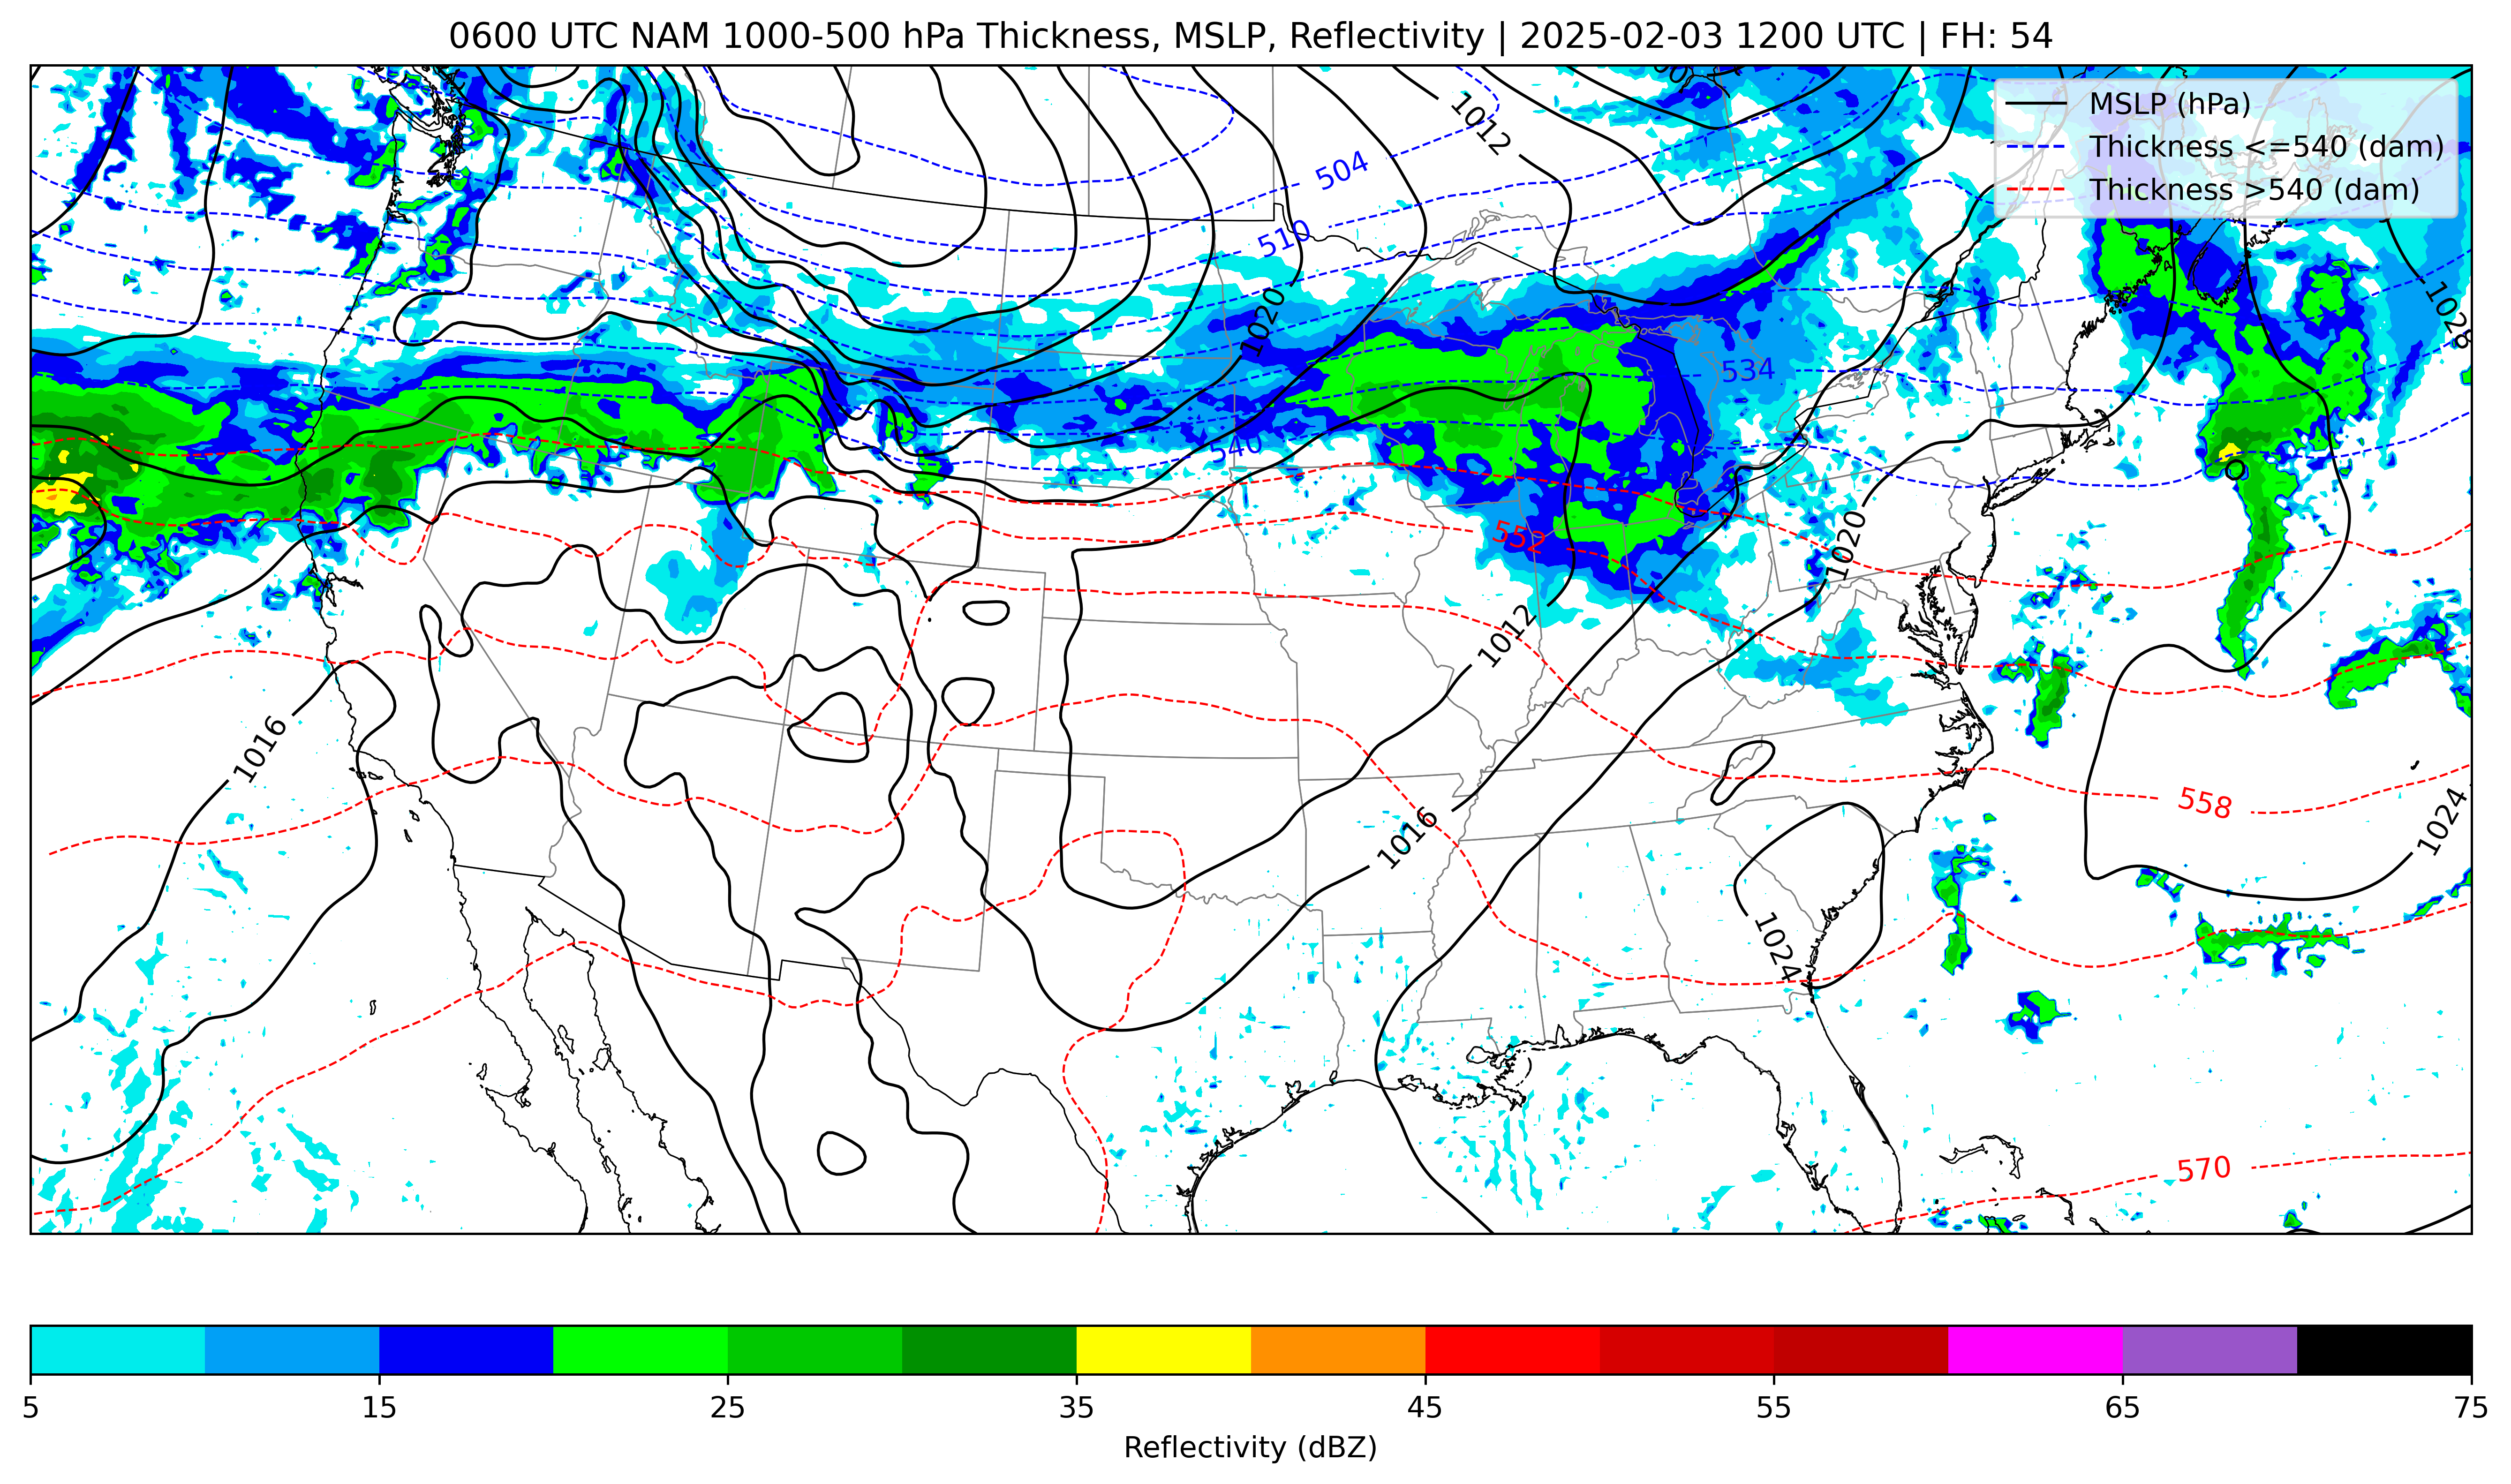 0600 UTC NAM 1000-500 hPa Thickness, MSLP, Reflectivity | 2025-02-03 1200 UTC | FH: 54
MSLP (hPa)
Thickness <=540 (dam)
Thickness >540 (dam)
1012
504
510
1020
1028
534
540
552
1020
1012
1016
558
1024
1016
1024
570
5 15 25 35 45 55 65 75
Reflectivity (dBZ)